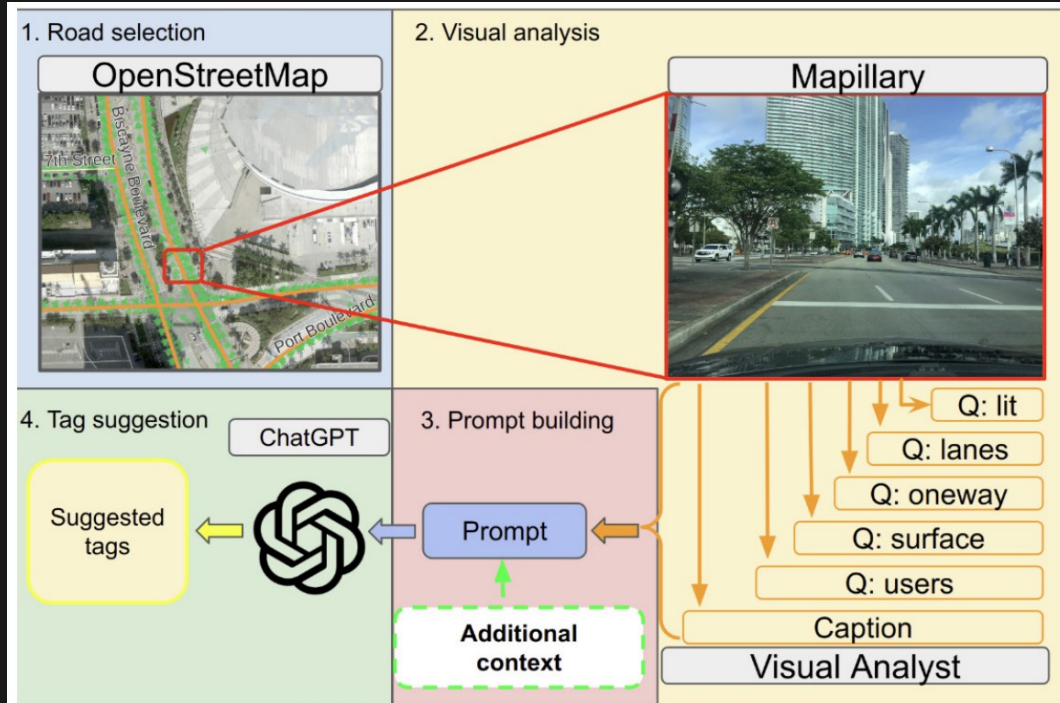 1. Road selection
OpenStreetMap
7th Street
Biscayne Boulevard
Port Boulevard
2. Visual analysis
Mapillary
Q: lit
Q: lanes
Q: oneway
Q: surface
Q: users
Caption
Visual Analyst
3. Prompt building
Prompt
Additional
context
4. Tag suggestion
ChatGPT
Suggested
tags